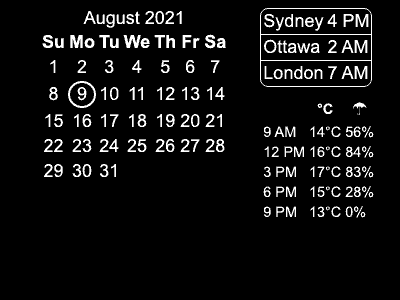 August 2021
Su Mo Tu We Th Fr Sa
1 2 3 4 5 6 7
8 9 10 11 12 13 14
15 16 17 18 19 20 21
22 23 24 25 26 27 28
29 30 31
Sydney 4 PM
Ottawa 2 AM
London 7 AM
°C ☂
9 AM 14°C 56%
12 PM 16°C 84%
3 PM 17°C 83%
6 PM 15°C 28%
9 PM 13°C 0%